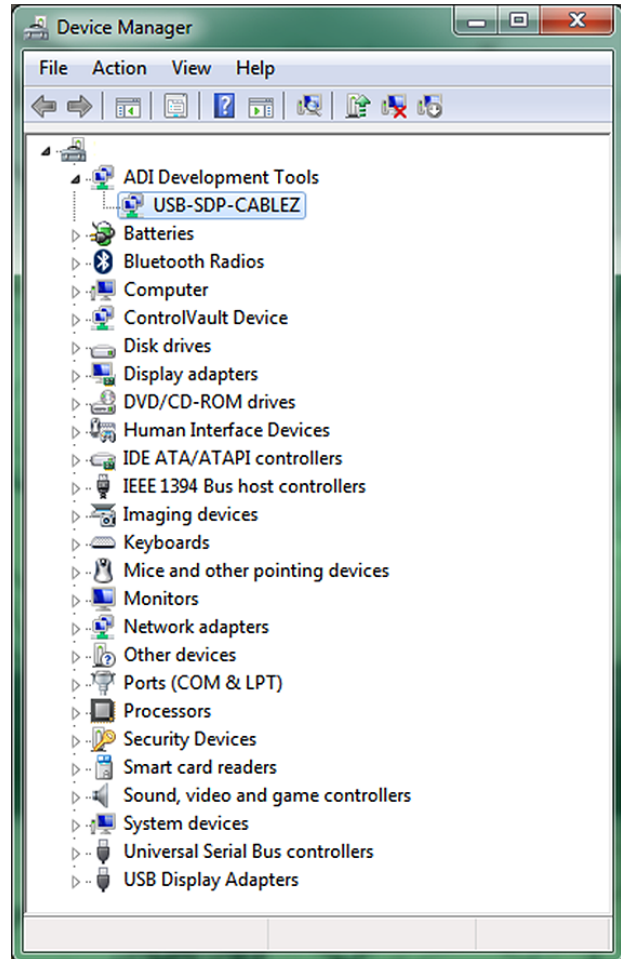 Device Manager
File Action View Help
ADI Development Tools
USB-SDP-CABLEZ
Batteries
Bluetooth Radios
Computer
ControlVault Device
Disk drives
Display adapters
DVD/CD-ROM drives
Human Interface Devices
IDE ATA/ATAPI controllers
IEEE 1394 Bus host controllers
Imaging devices
Keyboards
Mice and other pointing devices
Monitors
Network adapters
Other devices
Ports (COM & LPT)
Processors
Security Devices
Smart card readers
Sound, video and game controllers
System devices
Universal Serial Bus controllers
USB Display Adapters